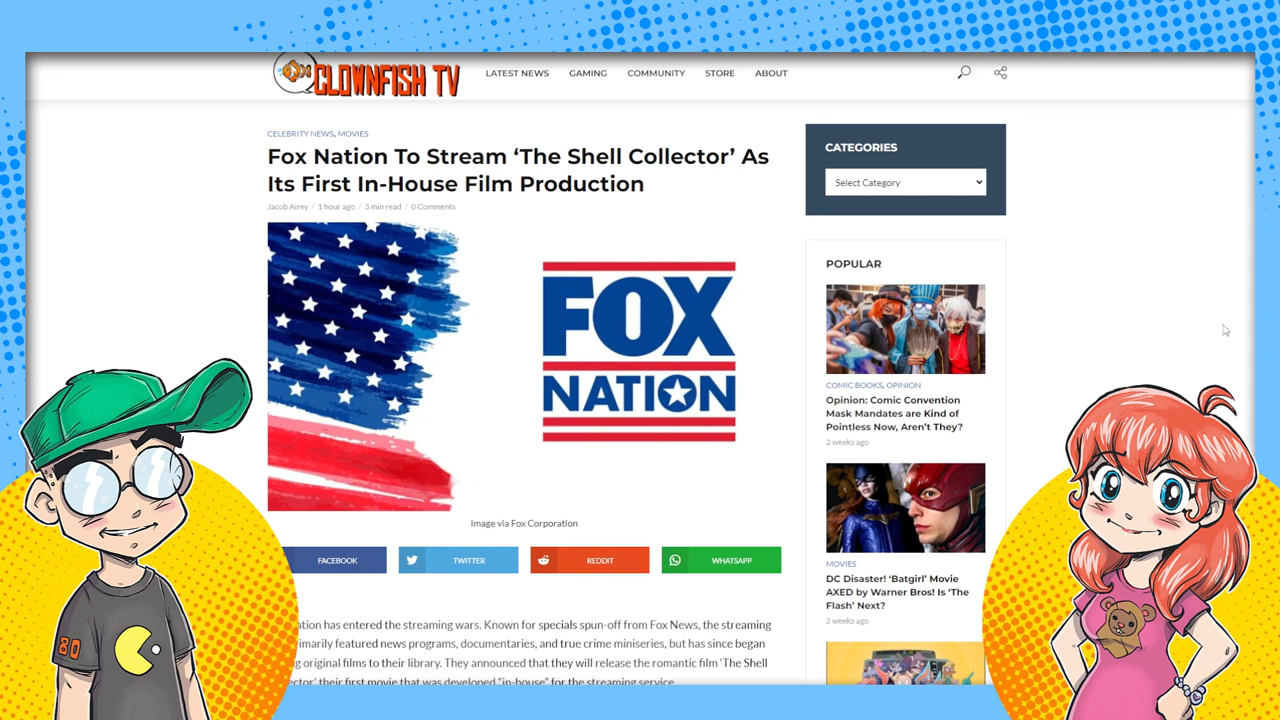 CLOWNFISH TV
LATEST NEWS GAMING COMMUNITY STORE ABOUT
CELEBRITY NEWS, MOVIES
Fox Nation To Stream ‘The Shell Collector’ As
Its First In-House Film Production
Jacob Airey / 1 hour ago / 3 min read / 0 Comments
FOX
NATION
Image via Fox Corporation
FACEBOOK TWITTER REDDIT WHATSAPP
ation has entered the streaming wars. Known for specials spun-off from Fox News, the streaming
imarily featured news programs, documentaries, and true crime miniseries, but has since began
g original films to their library. They announced that they will release the romantic film ‘The Shell
ector’ their first movie that was developed “in-house” for the streaming service.
CATEGORIES
Select Category
POPULAR
COMIC BOOKS, OPINION
Opinion: Comic Convention
Mask Mandates are Kind of
Pointless Now, Aren’t They?
2 weeks ago
MOVIES
DC Disaster! ‘Batgirl’ Movie
AXED by Warner Bros! Is ‘The
Flash’ Next?
2 weeks ago
80